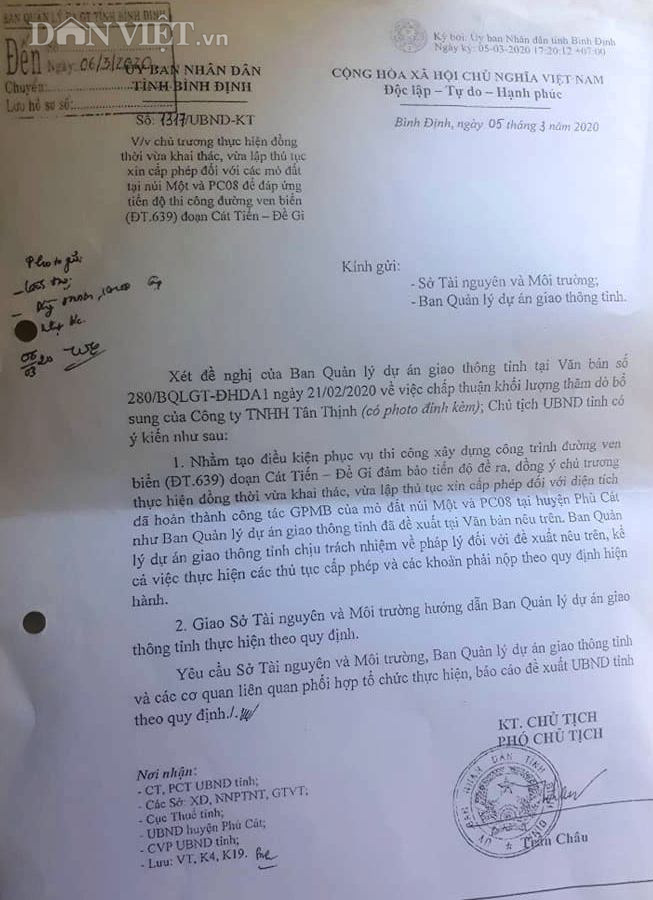 BAN QUẢN LÝ DA GT TỈNH BÌNH ĐỊNH
DÂNVIỆT.vn
Đến
Ngày: 06/3/2020
Chuyển:
Lưu hồ sơ số:
Ký bởi: Ủy ban Nhân dân tỉnh Bình Định
Ngày ký: 05-03-2020 17:20:12 +07:00
ỦY BAN NHÂN DÂN
TỈNH BÌNH ĐỊNH
CỘNG HÒA XÃ HỘI CHỦ NGHĨA VIỆT NAM
Độc lập – Tự do – Hạnh phúc
Số: 1317/UBND-KT
Bình Định, ngày 05 tháng 3 năm 2020
V/v chủ trương thực hiện đồng
thời vừa khai thác, vừa lập thủ tục
xin cấp phép đối với các mỏ đất
tại núi Một và PC08 để đáp ứng
tiến độ thi công đường ven biển
(ĐT.639) đoạn Cát Tiến – Đề Gi
Photo gửi:
06/03 20
Kính gửi:
- Sở Tài nguyên và Môi trường;
- Ban Quản lý dự án giao thông tỉnh.
Xét đề nghị của Ban Quản lý dự án giao thông tỉnh tại Văn bản số
280/BQLGT-ĐHDA1 ngày 21/02/2020 về việc chấp thuận khối lượng thăm dò bổ
sung của Công ty TNHH Tân Thịnh (có photo đính kèm); Chủ tịch UBND tỉnh có
ý kiến như sau:
1. Nhằm tạo điều kiện phục vụ thi công xây dựng công trình đường ven
biển (ĐT.639) đoạn Cát Tiến – Đề Gi đảm bảo tiến độ đề ra, đồng ý chủ trương
thực hiện đồng thời vừa khai thác, vừa lập thủ tục xin cấp phép đối với diện tích
đã hoàn thành công tác GPMB của mỏ đất núi Một và PC08 tại huyện Phù Cát
như Ban Quản lý dự án giao thông tỉnh đã đề xuất tại Văn bản nêu trên. Ban Quản
lý dự án giao thông tỉnh chịu trách nhiệm về pháp lý đối với đề xuất nêu trên, kể
cả việc thực hiện các thủ tục cấp phép và các khoản phải nộp theo quy định hiện
hành.
2. Giao Sở Tài nguyên và Môi trường hướng dẫn Ban Quản lý dự án giao
thông tỉnh thực hiện theo quy định.
Yêu cầu Sở Tài nguyên và Môi trường, Ban Quản lý dự án giao thông tỉnh
và các cơ quan liên quan phối hợp tổ chức thực hiện, báo cáo đề xuất UBND tỉnh
theo quy định./.
KT. CHỦ TỊCH
PHÓ CHỦ TỊCH
Nơi nhận:
- CT, PCT UBND tỉnh;
- Các Sở: XD, NNPTNT, GTVT;
- Cục Thuế tỉnh;
- UBND huyện Phù Cát;
- CVP UBND tỉnh;
- Lưu: VT, K4, K19.
Trần Châu